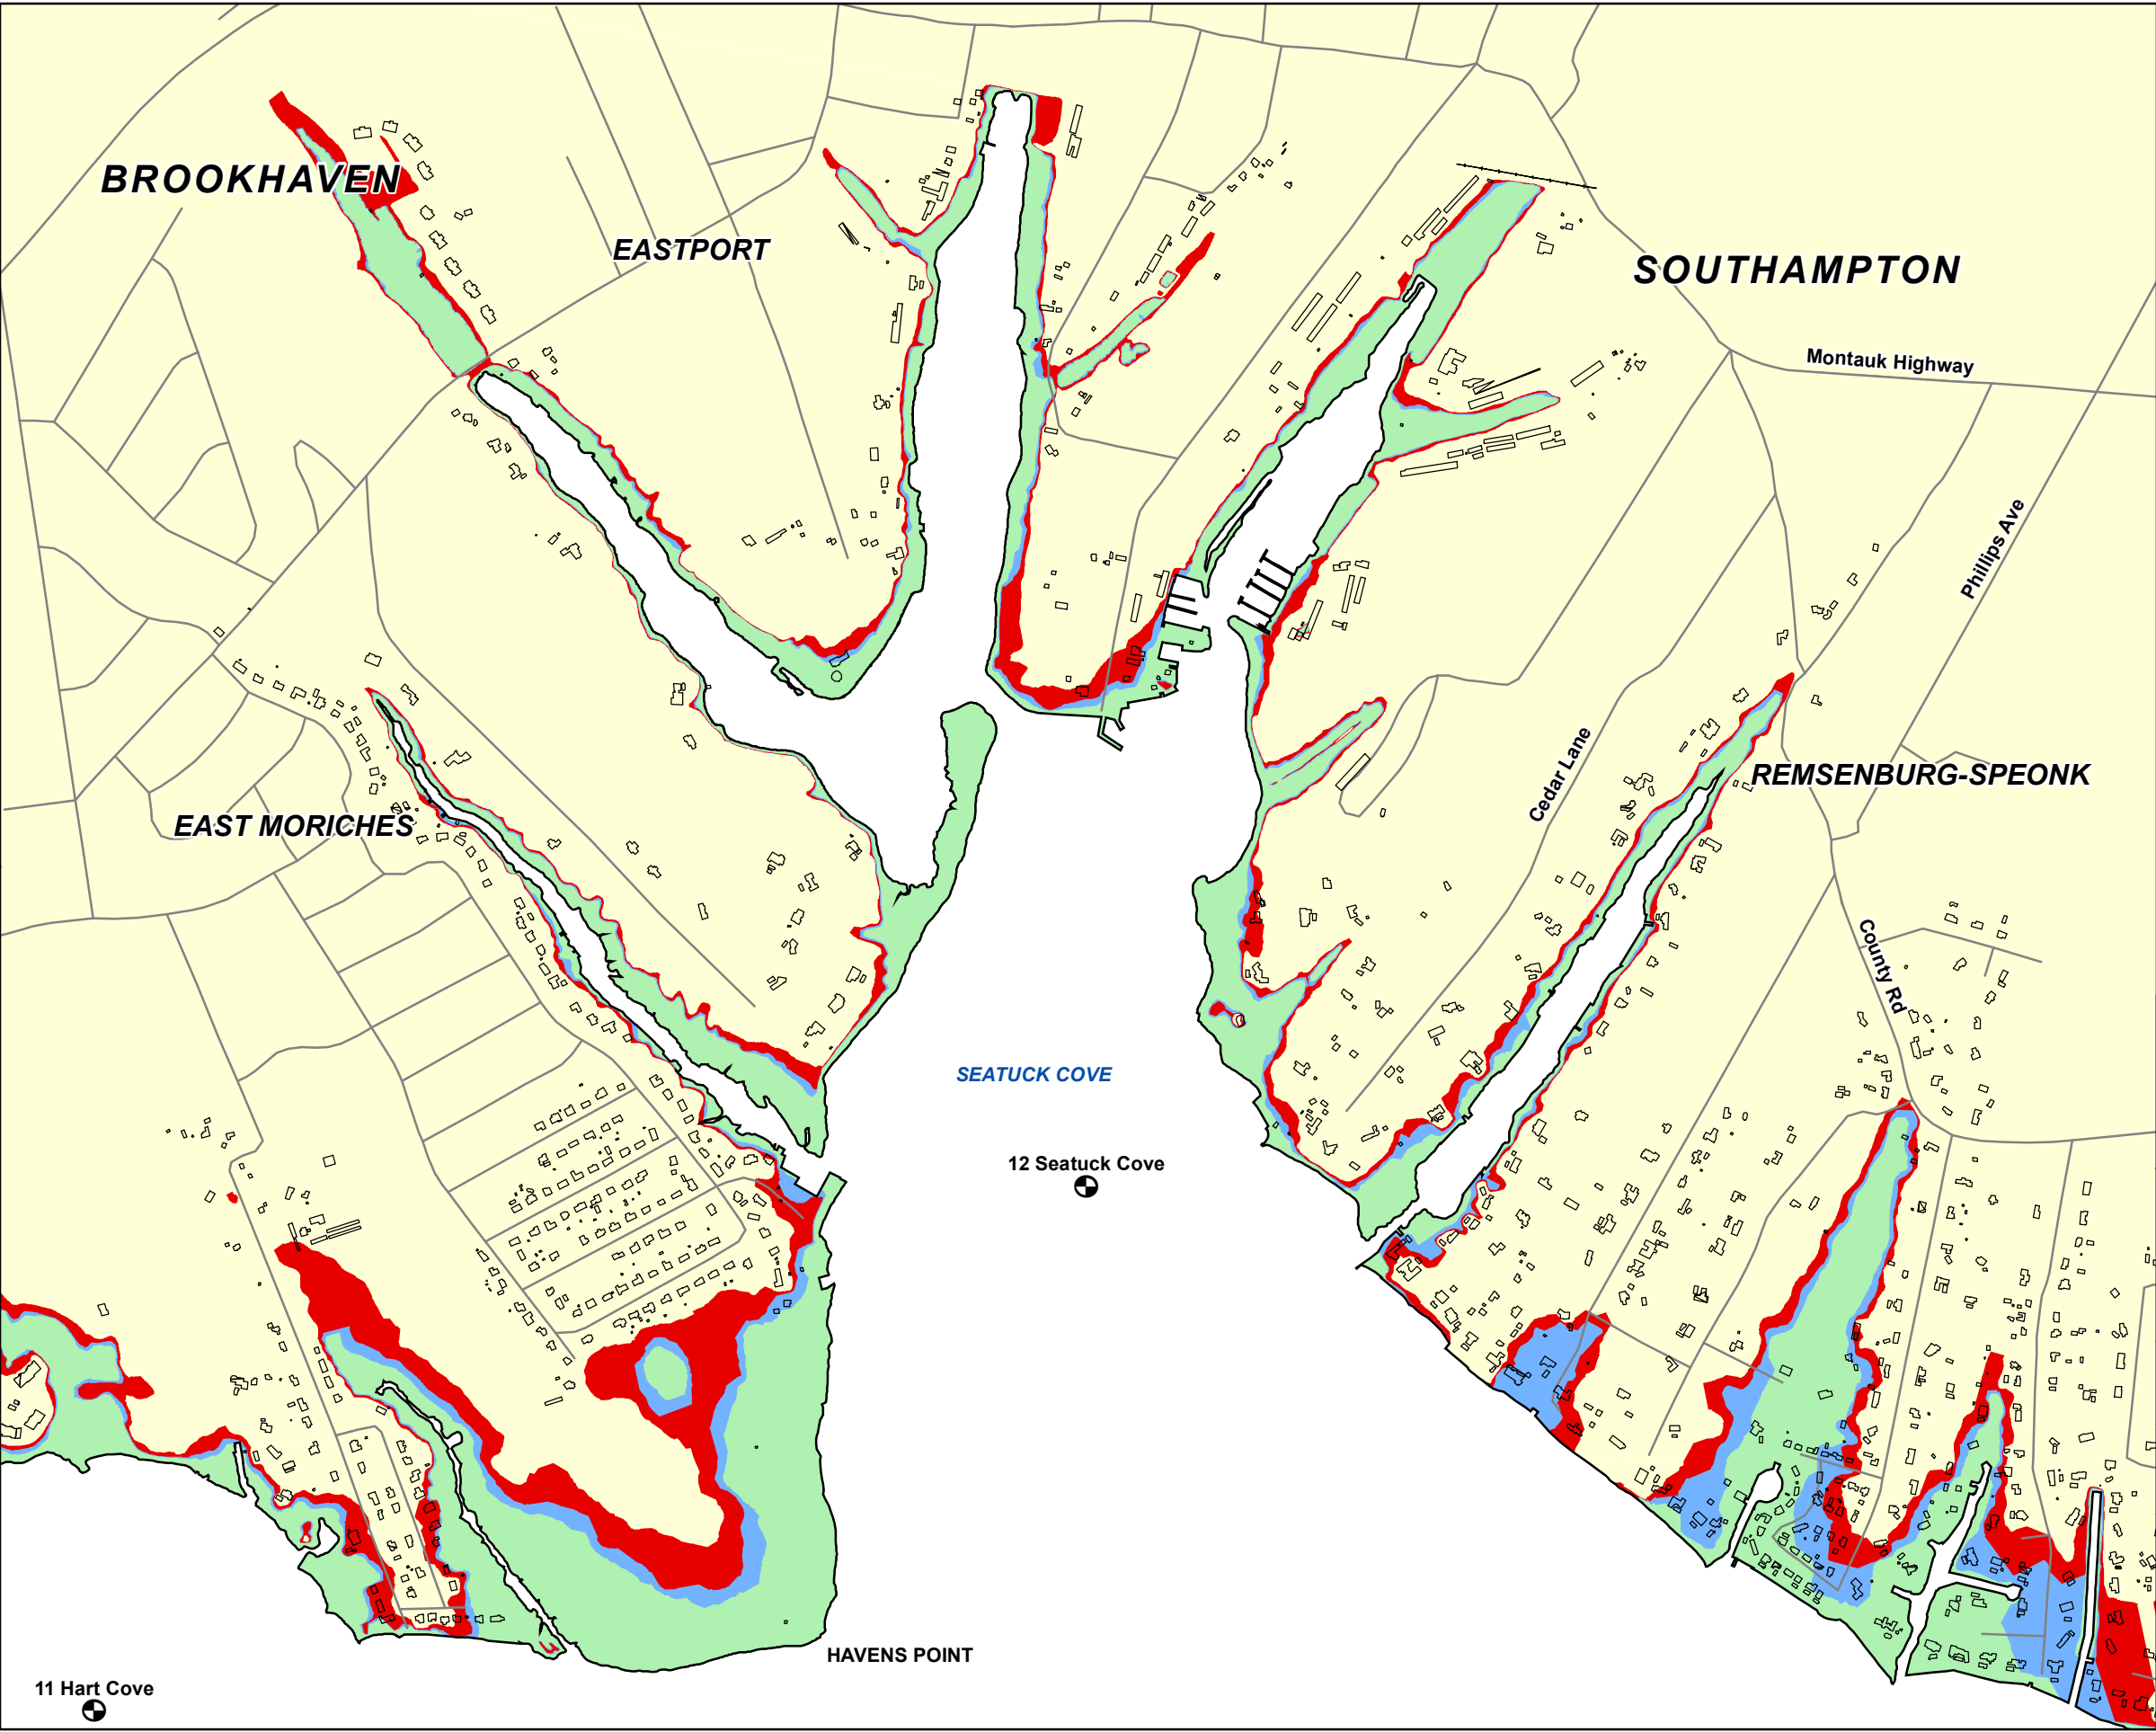 BROOKHAVEN
EASTPORT
SOUTHAMPTON
Montauk Highway
Phillips Ave
Cedar Lane
REMSENBURG-SPEONK
EAST MORICHES
County Rd
SEATUCK COVE
12 Seatuck Cove
HAVENS POINT
11 Hart Cove